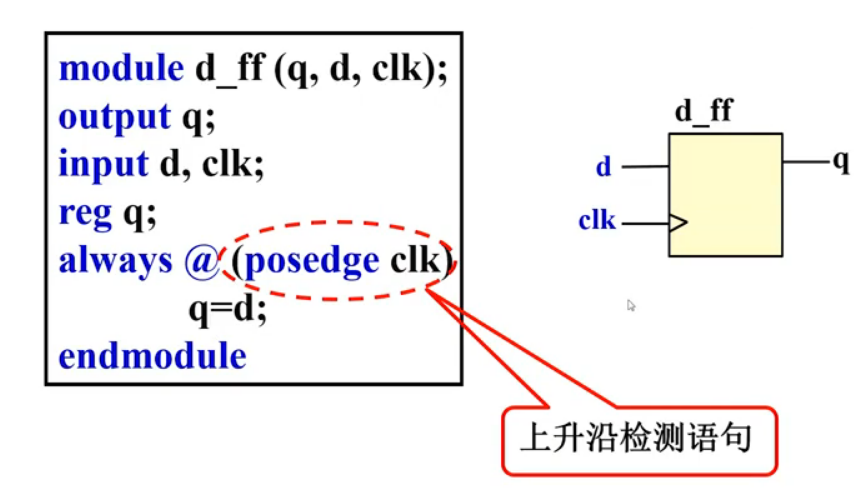 module d_ff (q, d, clk);
output q;
input d, clk;
reg q;
always @ (posedge clk)
q=d;
endmodule
d_ff
d
q
clk
上升沿检测语句